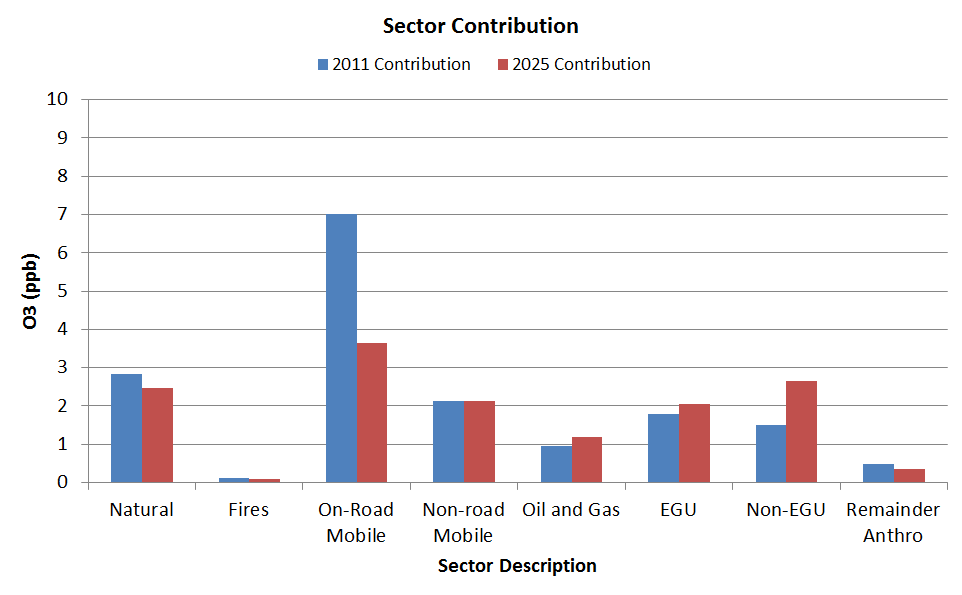 Sector Contribution
2011 Contribution 2025 Contribution
10
9
8
7
6
5
4
3
2
1
0
O3 (ppb)
Natural Fires On-Road Non-road Oil and Gas EGU Non-EGU Remainder
Mobile Mobile Anthro
Sector Description